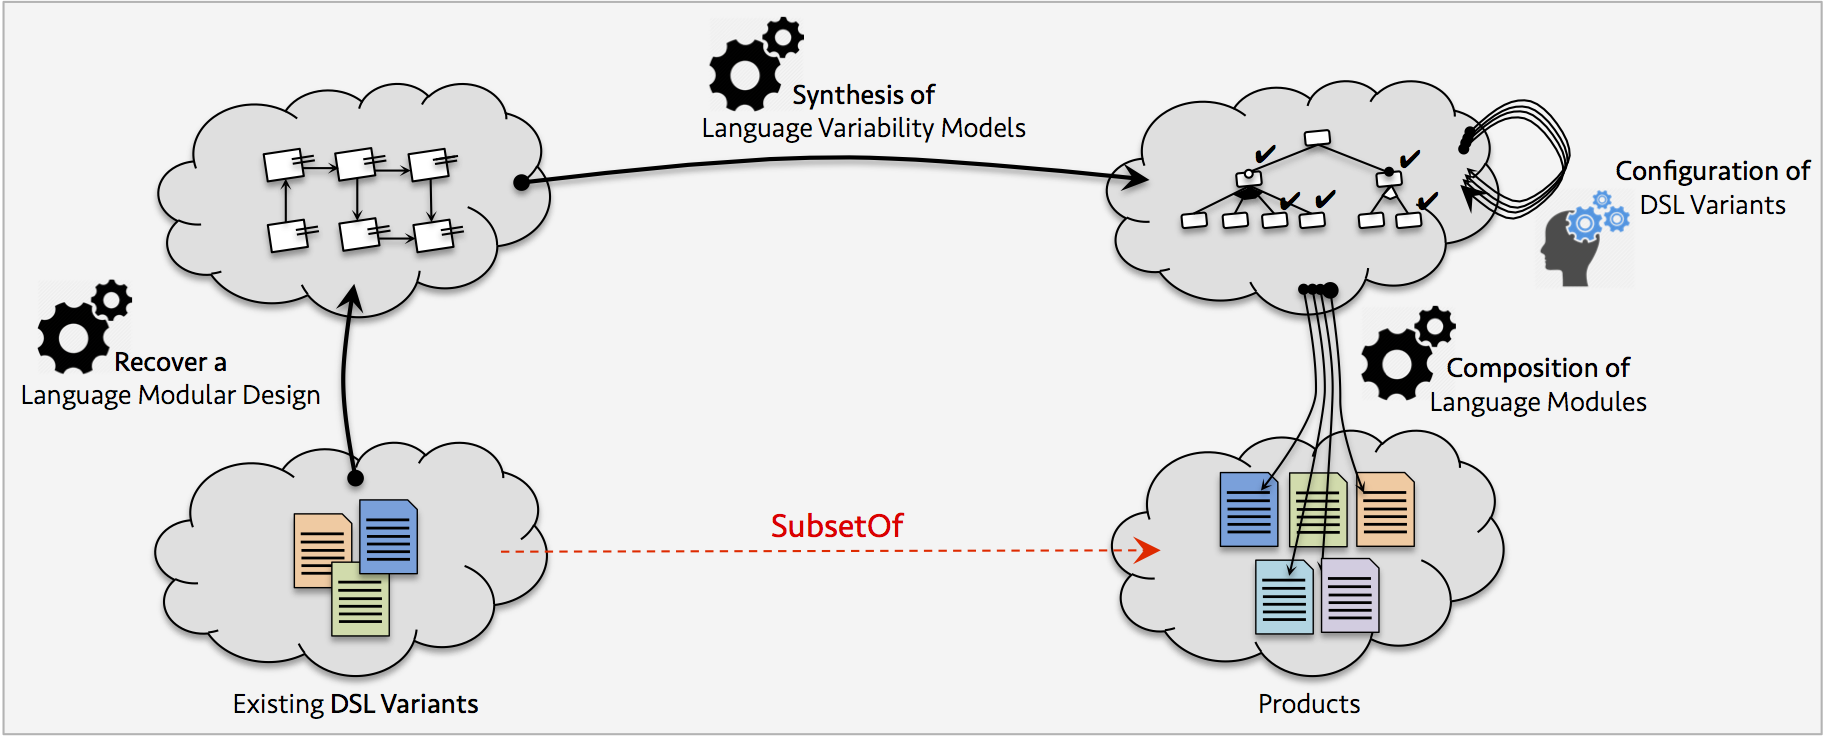 Synthesis of
Language Variability Models
Configuration of
DSL Variants
Recover a
Language Modular Design
Composition of
Language Modules
SubsetOf
Existing DSL Variants
Products